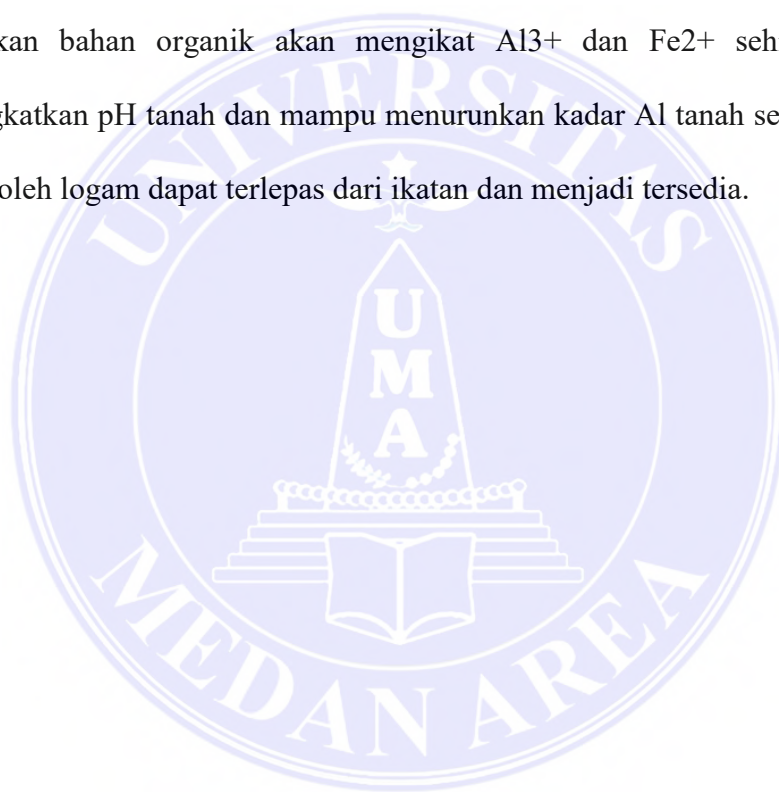 kan bahan organik akan mengikat Al3+ dan Fe2+ seh
gkatkan pH tanah dan mampu menurunkan kadar Al tanah se
oleh logam dapat terlepas dari ikatan dan menjadi tersedia.
UNIVERSITAS
UMA
MEDAN AREA